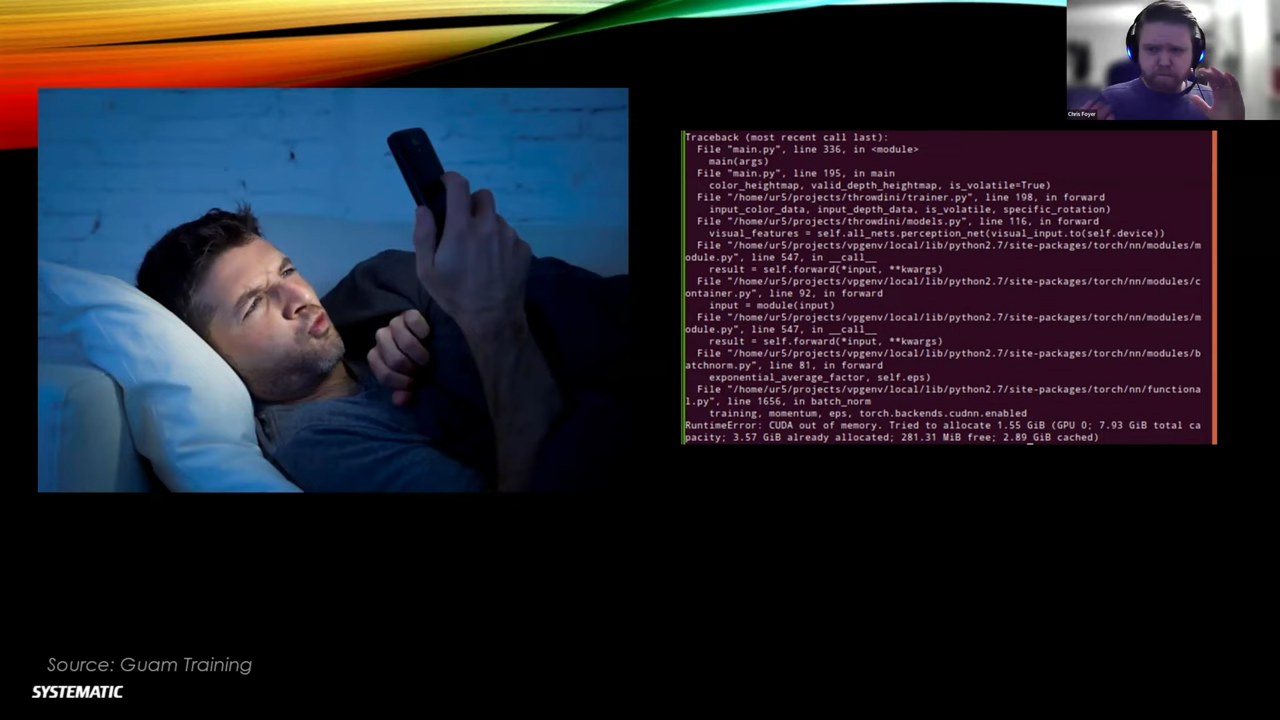 Chris Foyer
Traceback (most recent call last):
File "main.py", line 336, in <module>
main(args)
File "main.py", line 195, in main
color_heightmap, valid_depth_heightmap, is_volatile=True)
File "/home/ur5/projects/throwdini/trainer.py", line 198, in forward
input_color_data, input_depth_data, is_volatile, specific_rotation)
File "/home/ur5/projects/throwdini/models.py", line 116, in forward
visual_features = self.all_nets.perception_net(visual_input.to(self.device))
File "/home/ur5/projects/vpgenv/local/lib/python2.7/site-packages/torch/nn/modules/m
odule.py", line 547, in __call__
result = self.forward(*input, **kwargs)
File "/home/ur5/projects/vpgenv/local/lib/python2.7/site-packages/torch/nn/modules/c
ontainer.py", line 92, in forward
input = module(input)
File "/home/ur5/projects/vpgenv/local/lib/python2.7/site-packages/torch/nn/modules/m
odule.py", line 547, in __call__
result = self.forward(*input, **kwargs)
File "/home/ur5/projects/vpgenv/local/lib/python2.7/site-packages/torch/nn/modules/b
atchnorm.py", line 81, in forward
exponential_average_factor, self.eps)
File "/home/ur5/projects/vpgenv/local/lib/python2.7/site-packages/torch/nn/functiona
l.py", line 1656, in batch_norm
training, momentum, eps, torch.backends.cudnn.enabled
RuntimeError: CUDA out of memory. Tried to allocate 1.55 GiB (GPU 0; 7.93 GiB total ca
pacity; 3.57 GiB already allocated; 281.31 MiB free; 2.89 GiB cached)
Source: Guam Training
SYSTEMATIC